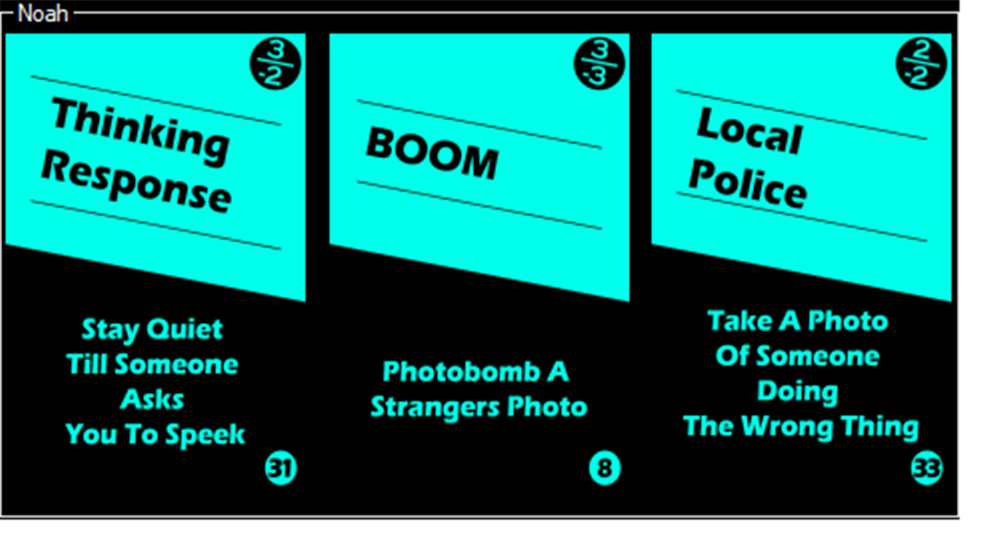 Noah
3
-2
Thinking
Response
Stay Quiet
Till Someone
Asks
You To Speek
31
3
-3
BOOM
Photobomb A
Strangers Photo
8
2
-2
Local
Police
Take A Photo
Of Someone
Doing
The Wrong Thing
33